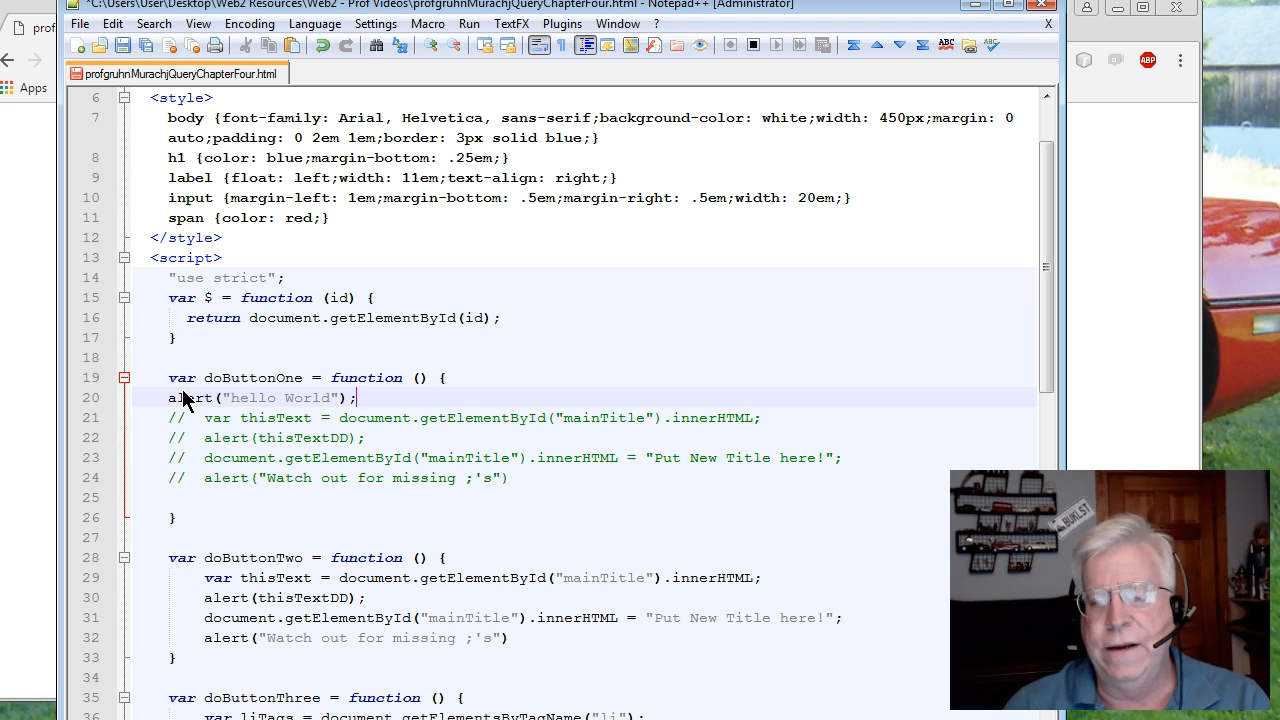 *C:\Users\User\Desktop\Web2 Resources\Web2 - Prof Videos\profgruhnMurachjQueryChapterFour.html - Notepad++ [Administrator]
prof
File Edit Search View Encoding Language Settings Macro Run TextFX Plugins Window ? X
profgruhnMurachjQueryChapterFour.html
ABP
Apps
6 <style>
7 body {font-family: Arial, Helvetica, sans-serif;background-color: white;width: 450px;margin: 0
auto;padding: 0 2em 1em;border: 3px solid blue;}
8 h1 {color: blue;margin-bottom: .25em;}
9 label {float: left;width: 11em;text-align: right;}
10 input {margin-left: 1em;margin-bottom: .5em;margin-right: .5em;width: 20em;}
11 span {color: red;}
12 </style>
13 <script>
14 "use strict";
15 var $ = function (id) {
16 return document.getElementById(id);
17 }
18
19 var doButtonOne = function () {
20 alert("hello World");
21 // var thisText = document.getElementById("mainTitle").innerHTML;
22 // alert(thisTextDD);
23 // document.getElementById("mainTitle").innerHTML = "Put New Title here!";
24 // alert("Watch out for missing ;'s")
25
26 }
27
28 var doButtonTwo = function () {
29 var thisText = document.getElementById("mainTitle").innerHTML;
30 alert(thisTextDD);
31 document.getElementById("mainTitle").innerHTML = "Put New Title here!";
32 alert("Watch out for missing ;'s")
33 }
34
35 var doButtonThree = function () {
36 var liTags = document.getElementsByTagName("li");
BUKLST